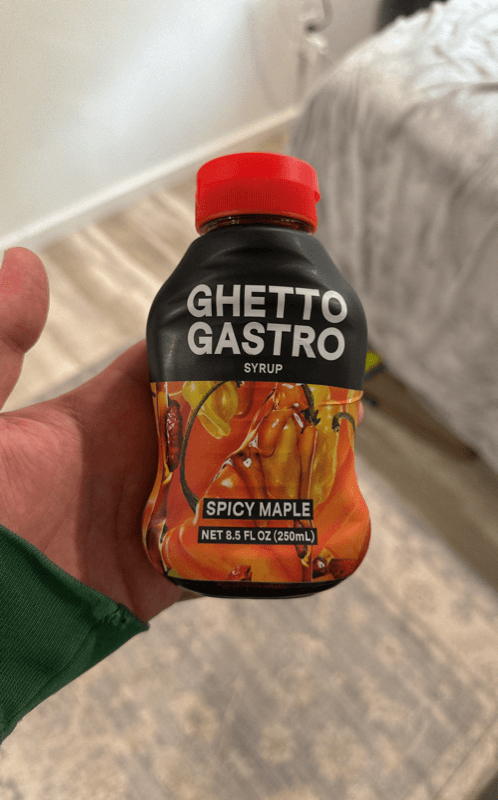 GHETTO
GASTRO
SYRUP
SPICY MAPLE
NET 8.5 FL OZ (250mL)